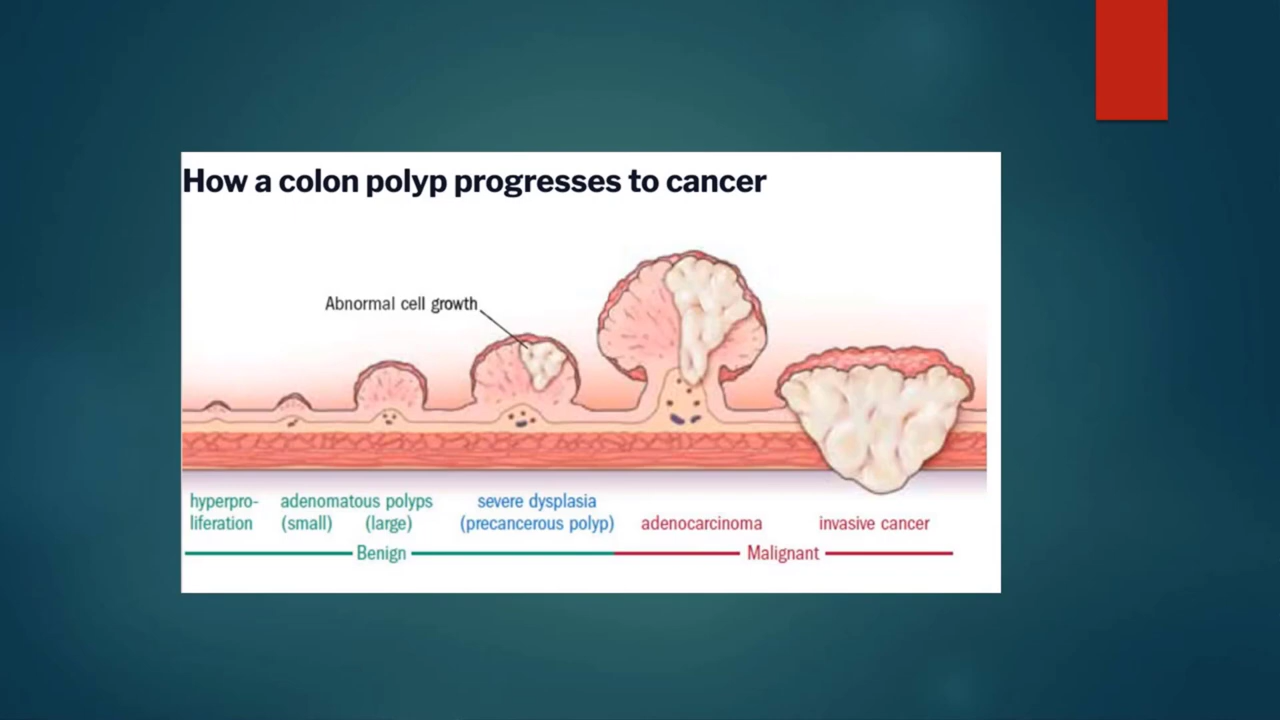 How a colon polyp progresses to cancer
Abnormal cell growth
hyperpro-
liferation
adenomatous polyps
(small) (large)
severe dysplasia
(precancerous polyp)
adenocarcinoma
invasive cancer
Benign
Malignant